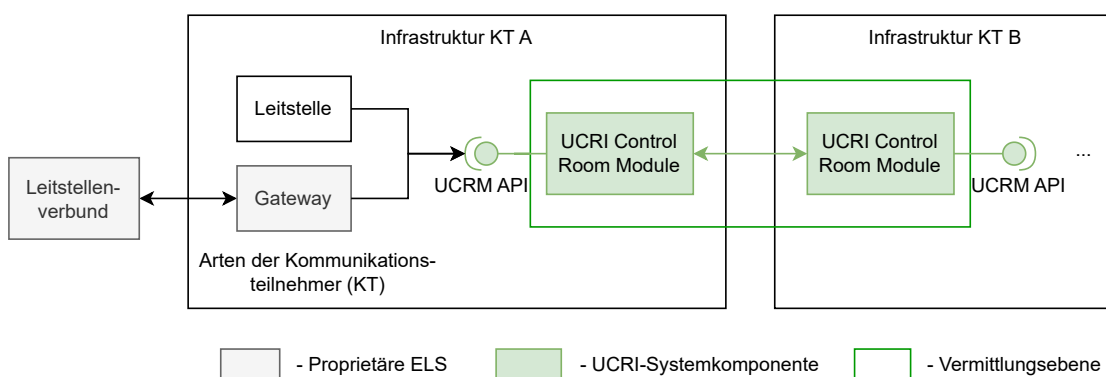 Infrastruktur KT A
Infrastruktur KT B
Leitstelle
UCRI Control
Room Module
UCRI Control
Room Module
Leitstellen-
verbund
Gateway
UCRM API
UCRM API
...
Arten der Kommunikations-
teilnehmer (KT)
- Proprietäre ELS
- UCRI-Systemkomponente
- Vermittlungsebene